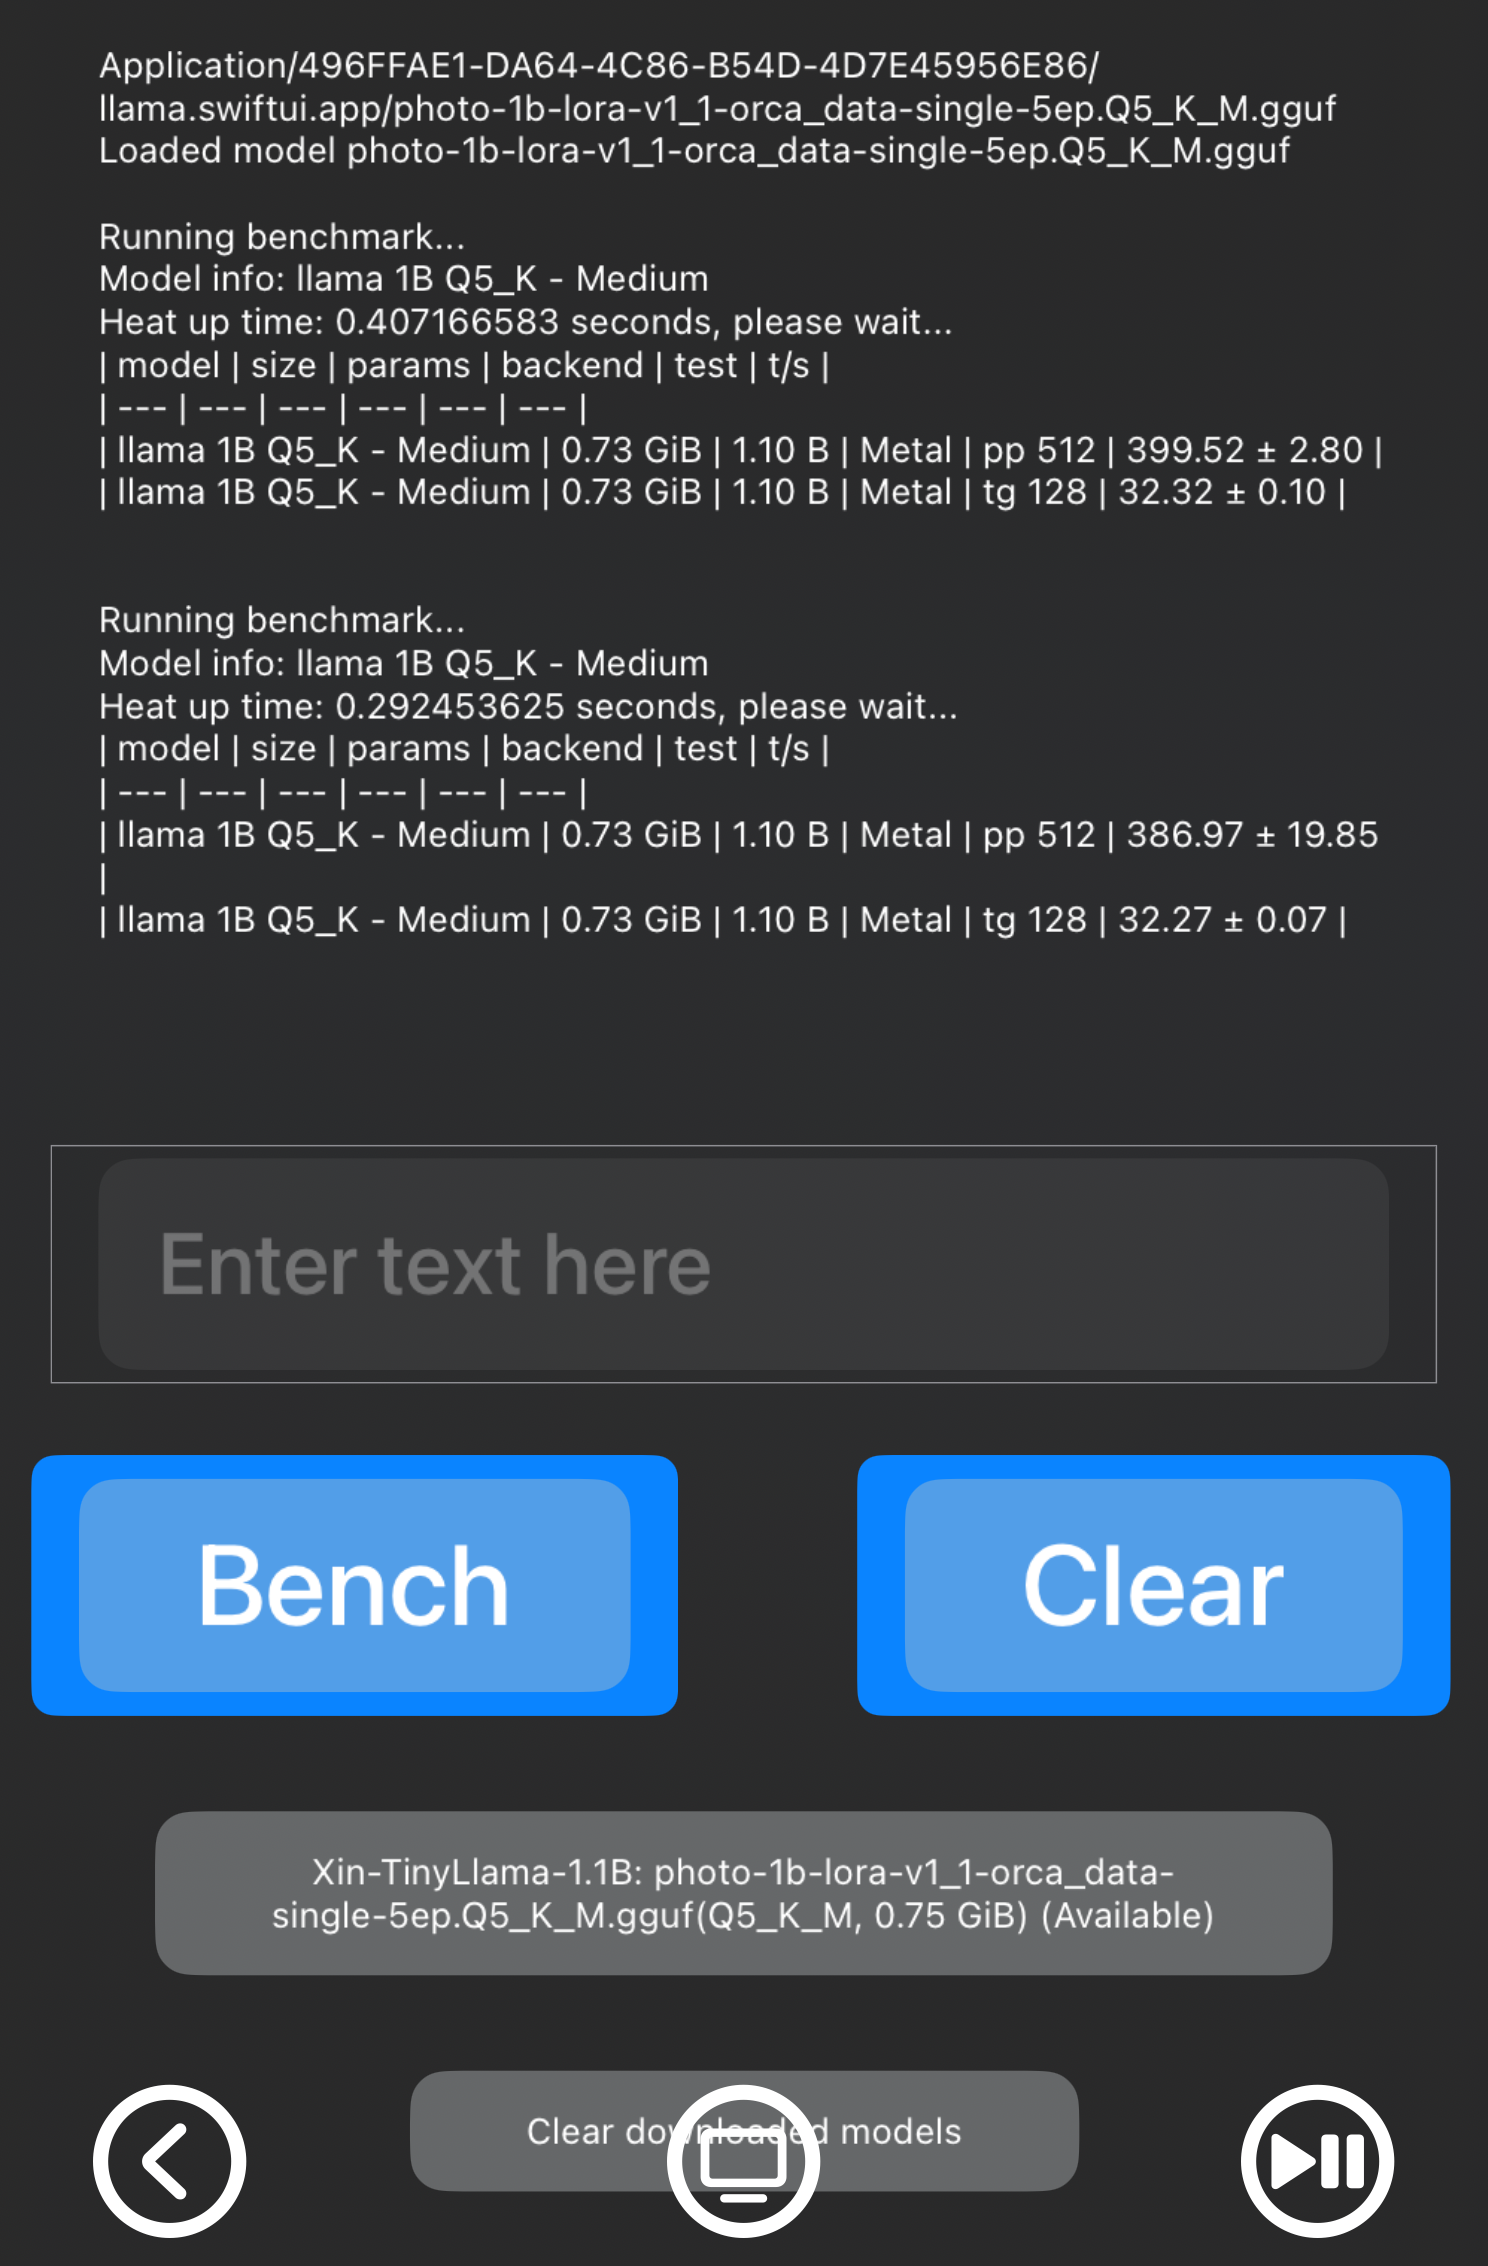 Application/496FFAE1-DA64-4C86-B54D-4D7E45956E86/
llama.swiftui.app/photo-1b-lora-v1_1-orca_data-single-5ep.Q5_K_M.gguf
Loaded model photo-1b-lora-v1_1-orca_data-single-5ep.Q5_K_M.gguf
Running benchmark...
Model info: llama 1B Q5_K - Medium
Heat up time: 0.407166583 seconds, please wait...
| model | size | params | backend | test | t/s |
| --- | --- | --- | --- | --- | --- |
| llama 1B Q5_K - Medium | 0.73 GiB | 1.10 B | Metal | pp 512 | 399.52 ± 2.80 |
| llama 1B Q5_K - Medium | 0.73 GiB | 1.10 B | Metal | tg 128 | 32.32 ± 0.10 |
Running benchmark...
Model info: llama 1B Q5_K - Medium
Heat up time: 0.292453625 seconds, please wait...
| model | size | params | backend | test | t/s |
| --- | --- | --- | --- | --- | --- |
| llama 1B Q5_K - Medium | 0.73 GiB | 1.10 B | Metal | pp 512 | 386.97 ± 19.85
|
| llama 1B Q5_K - Medium | 0.73 GiB | 1.10 B | Metal | tg 128 | 32.27 ± 0.07 |
Enter text here
Bench
Clear
Xin-TinyLlama-1.1B: photo-1b-lora-v1_1-orca_data-
single-5ep.Q5_K_M.gguf(Q5_K_M, 0.75 GiB) (Available)
Clear downloaded models